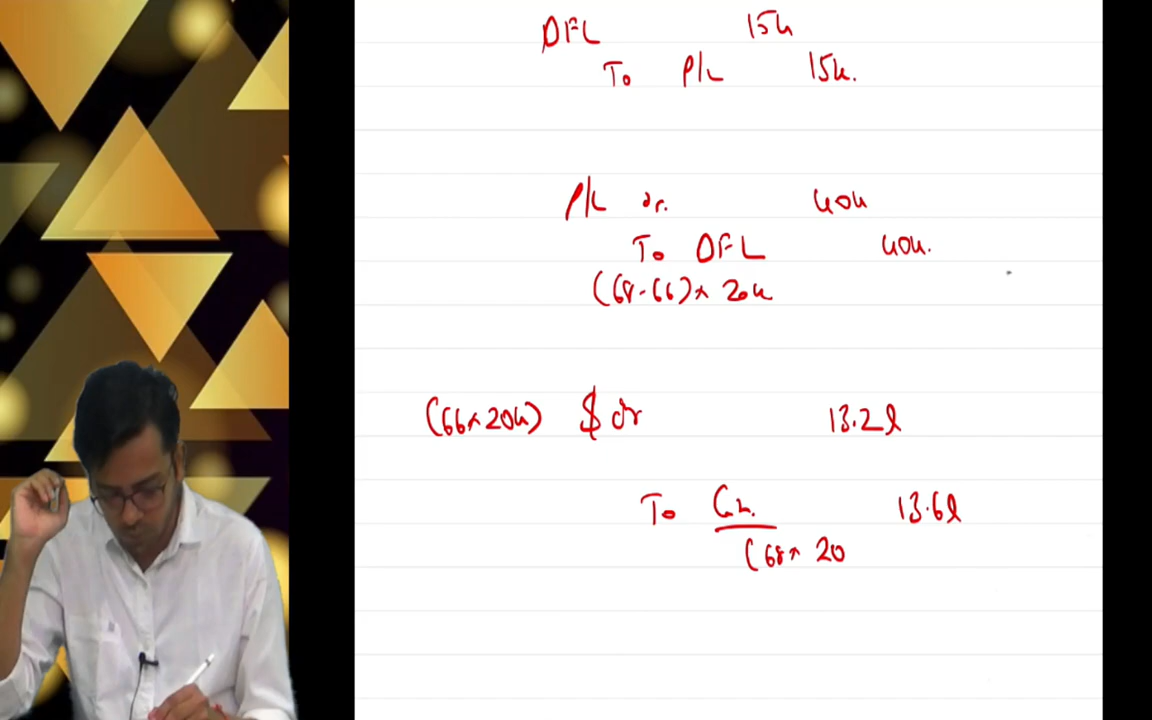 DFL 15k
To P/L 15k.
P/L dr. 40k
To DFL 40k.
(68-66)× 20k
(66×20k) $ dr 13.2l
To 13.6l
(68× 20